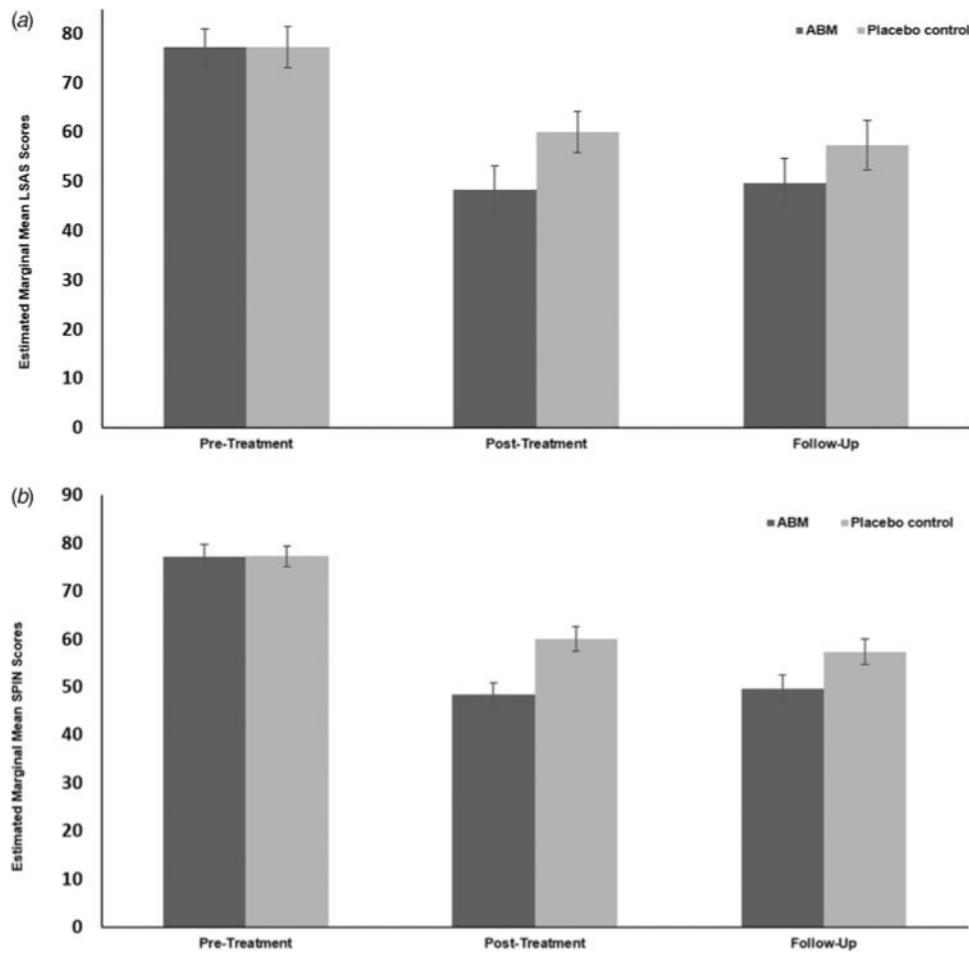 (a)
ABM Placebo control
Estimated Marginal Mean LSAS Scores
80
70
60
50
40
30
20
10
0
Pre-Treatment Post-Treatment Follow-Up
(b)
ABM Placebo control
Estimated Marginal Mean SPIN Scores
90
80
70
60
50
40
30
20
10
0
Pre-Treatment Post-Treatment Follow-Up